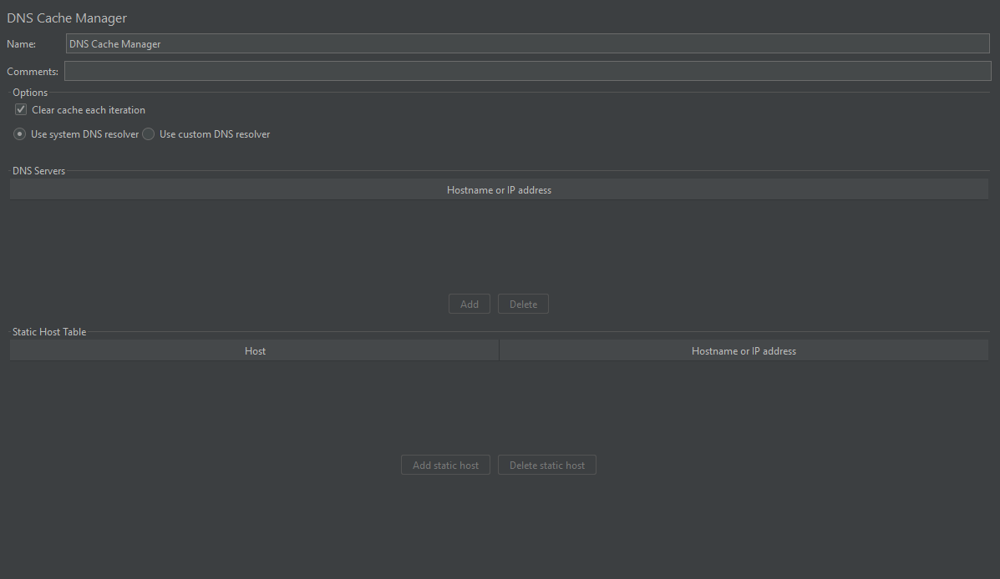 DNS Cache Manager
Name: DNS Cache Manager
Comments:
Options
Clear cache each iteration
Use system DNS resolver Use custom DNS resolver
DNS Servers
Hostname or IP address
Add Delete
Static Host Table
Host Hostname or IP address
Add static host Delete static host